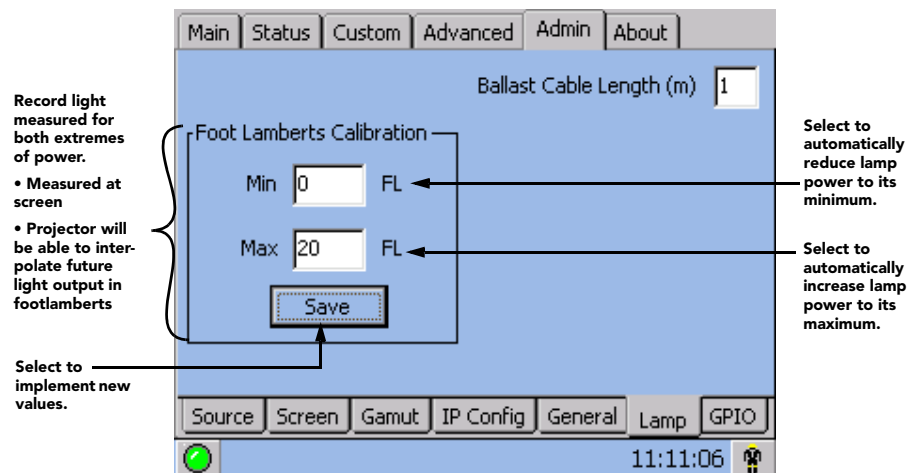 Main Status Custom Advanced Admin About
Ballast Cable Length (m) 1
Record light
measured for
both extremes
of power.
• Measured at
screen
• Projector will
be able to inter-
polate future
light output in
footlamberts
Select to
implement new
values.
Foot Lamberts Calibration
Min 0 FL
Max 20 FL
Save
Select to
automatically
reduce lamp
power to its
minimum.
Select to
automatically
increase lamp
power to its
maximum.
Source Screen Gamut IP Config General Lamp GPIO
11:11:06